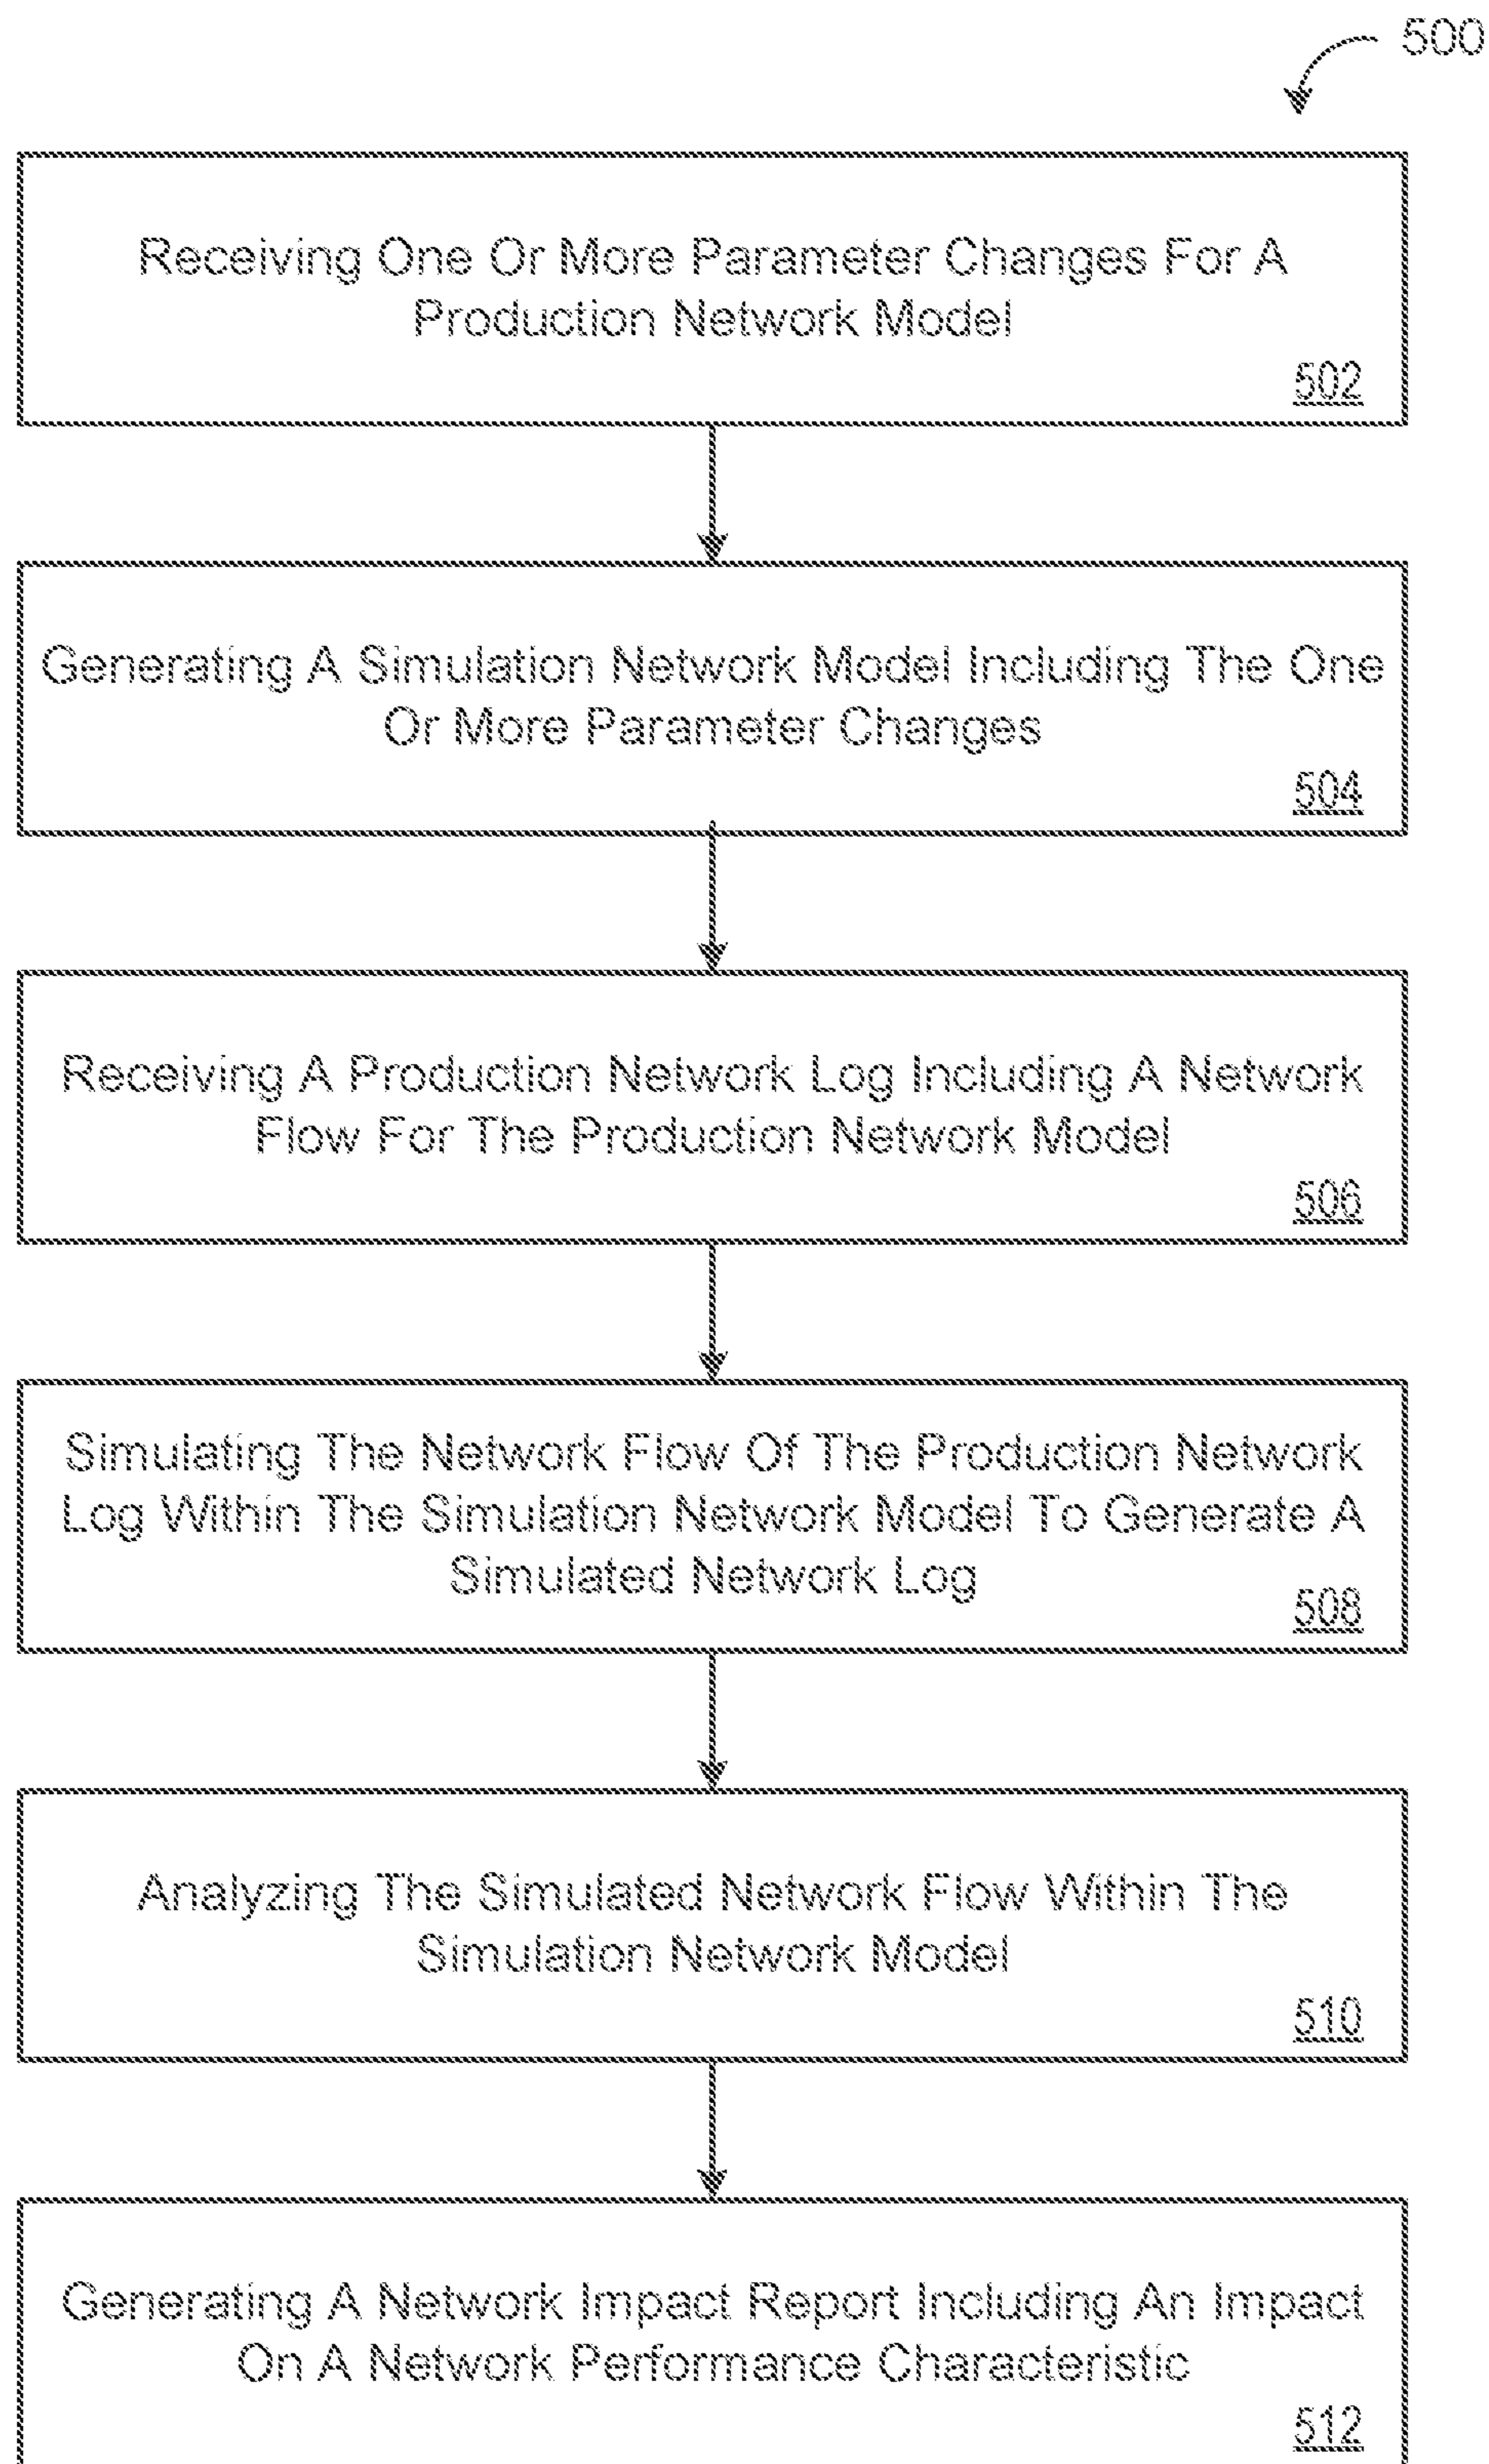 500
Receiving One Or More Parameter Changes For A
Production Network Model
502
Generating A Simulation Network Model Including The One
Or More Parameter Changes
504
Receiving A Production Network Log Including A Network
Flow For The Production Network Model
506
Simulating The Network Flow Of The Production Network
Log Within The Simulation Network Model To Generate A
Simulated Network Log
508
Analyzing The Simulated Network Flow Within The
Simulation Network Model
510
Generating A Network Impact Report Including An Impact
On A Network Performance Characteristic
512